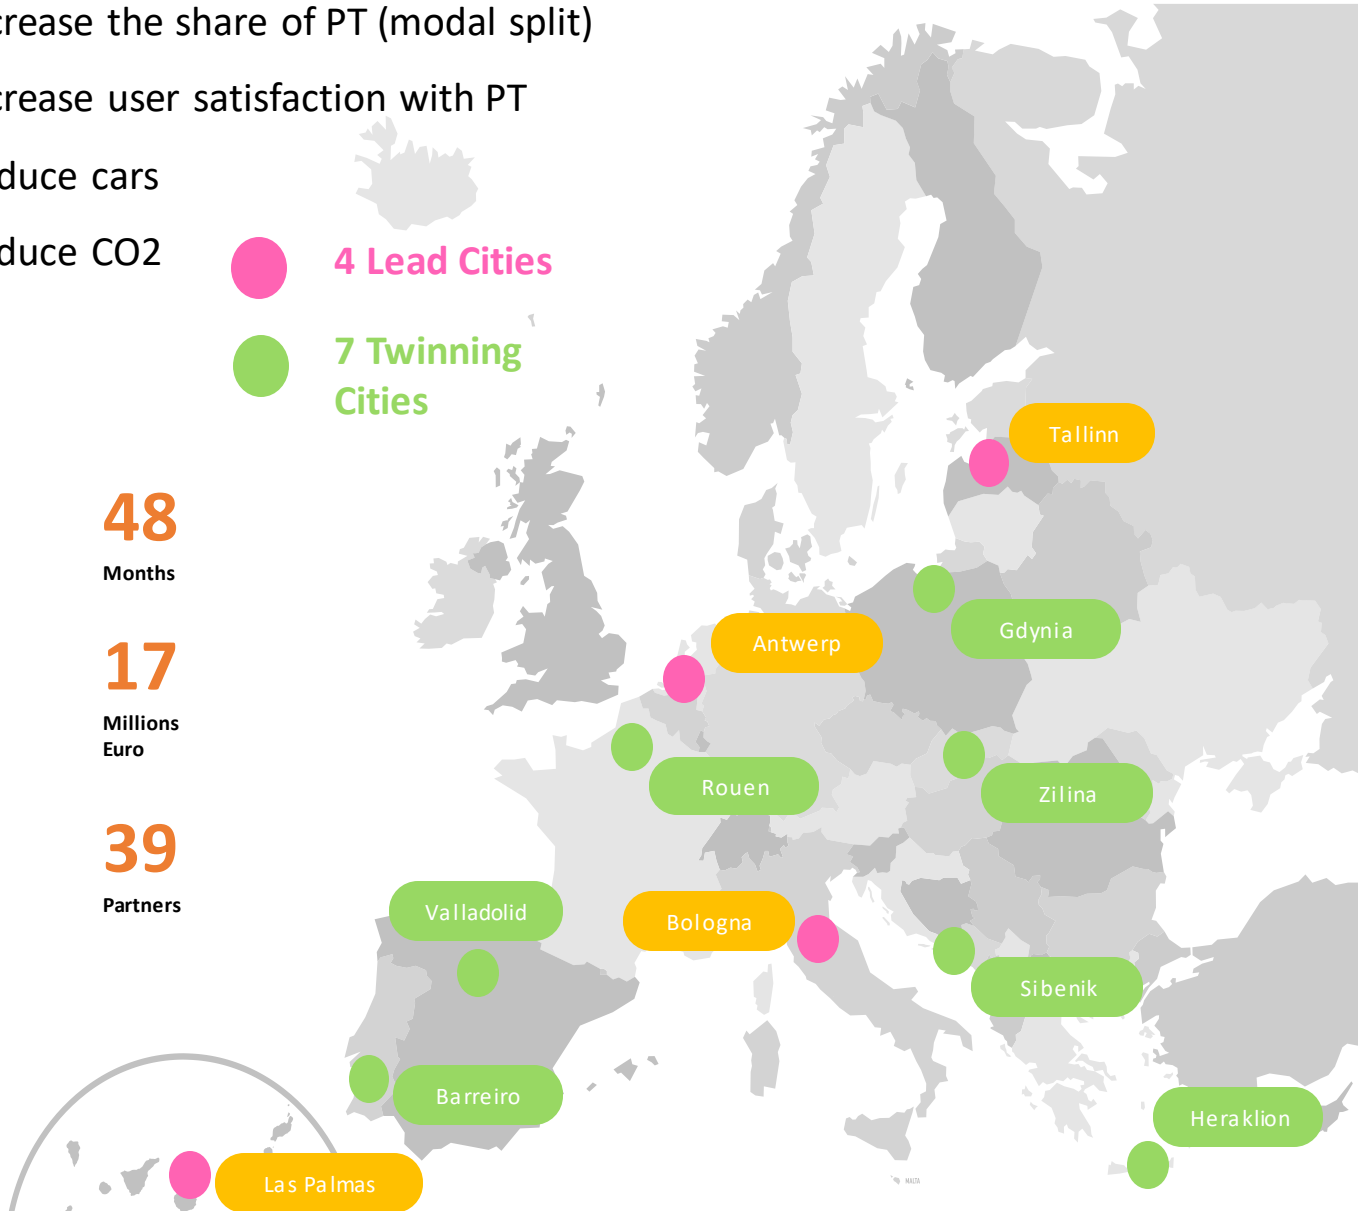 crease the share of PT (modal split)
crease user satisfaction with PT
duce cars
duce CO2
4 Lead Cities
7 Twinning
Cities
48
Months
17
Millions
Euro
39
Partners
Tallinn
Gdynia
Antwerp
Rouen
Zilina
Valladolid
Bologna
Sibenik
Barreiro
Heraklion
Las Palmas
MALTA